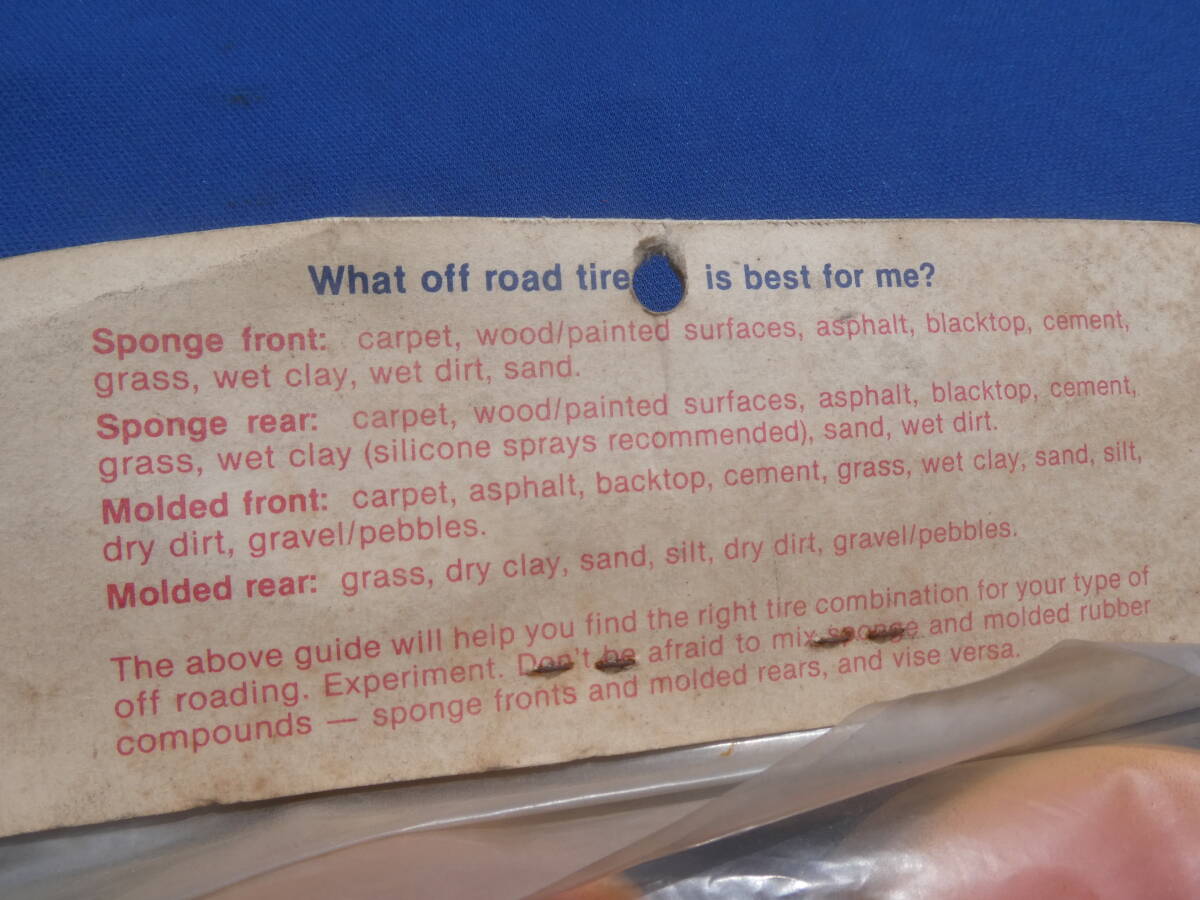 What off road tire is best for me?
Sponge front: carpet, wood/painted surfaces, asphalt, blacktop, cement,
grass, wet clay, wet dirt, sand.
Sponge rear: carpet, wood/painted surfaces, asphalt, blacktop, cement,
grass, wet clay (silicone sprays recommended), sand, wet dirt.
Molded front: carpet, asphalt, backtop, cement, grass, wet clay, sand, silt,
dry dirt, gravel/pebbles.
Molded rear: grass, dry clay, sand, silt, dry dirt, gravel/pebbles.
The above guide will help you find the right tire combination for your type of
off roading. Experiment. Don't be afraid to mix sponge and molded rubber
compounds — sponge fronts and molded rears, and vise versa.